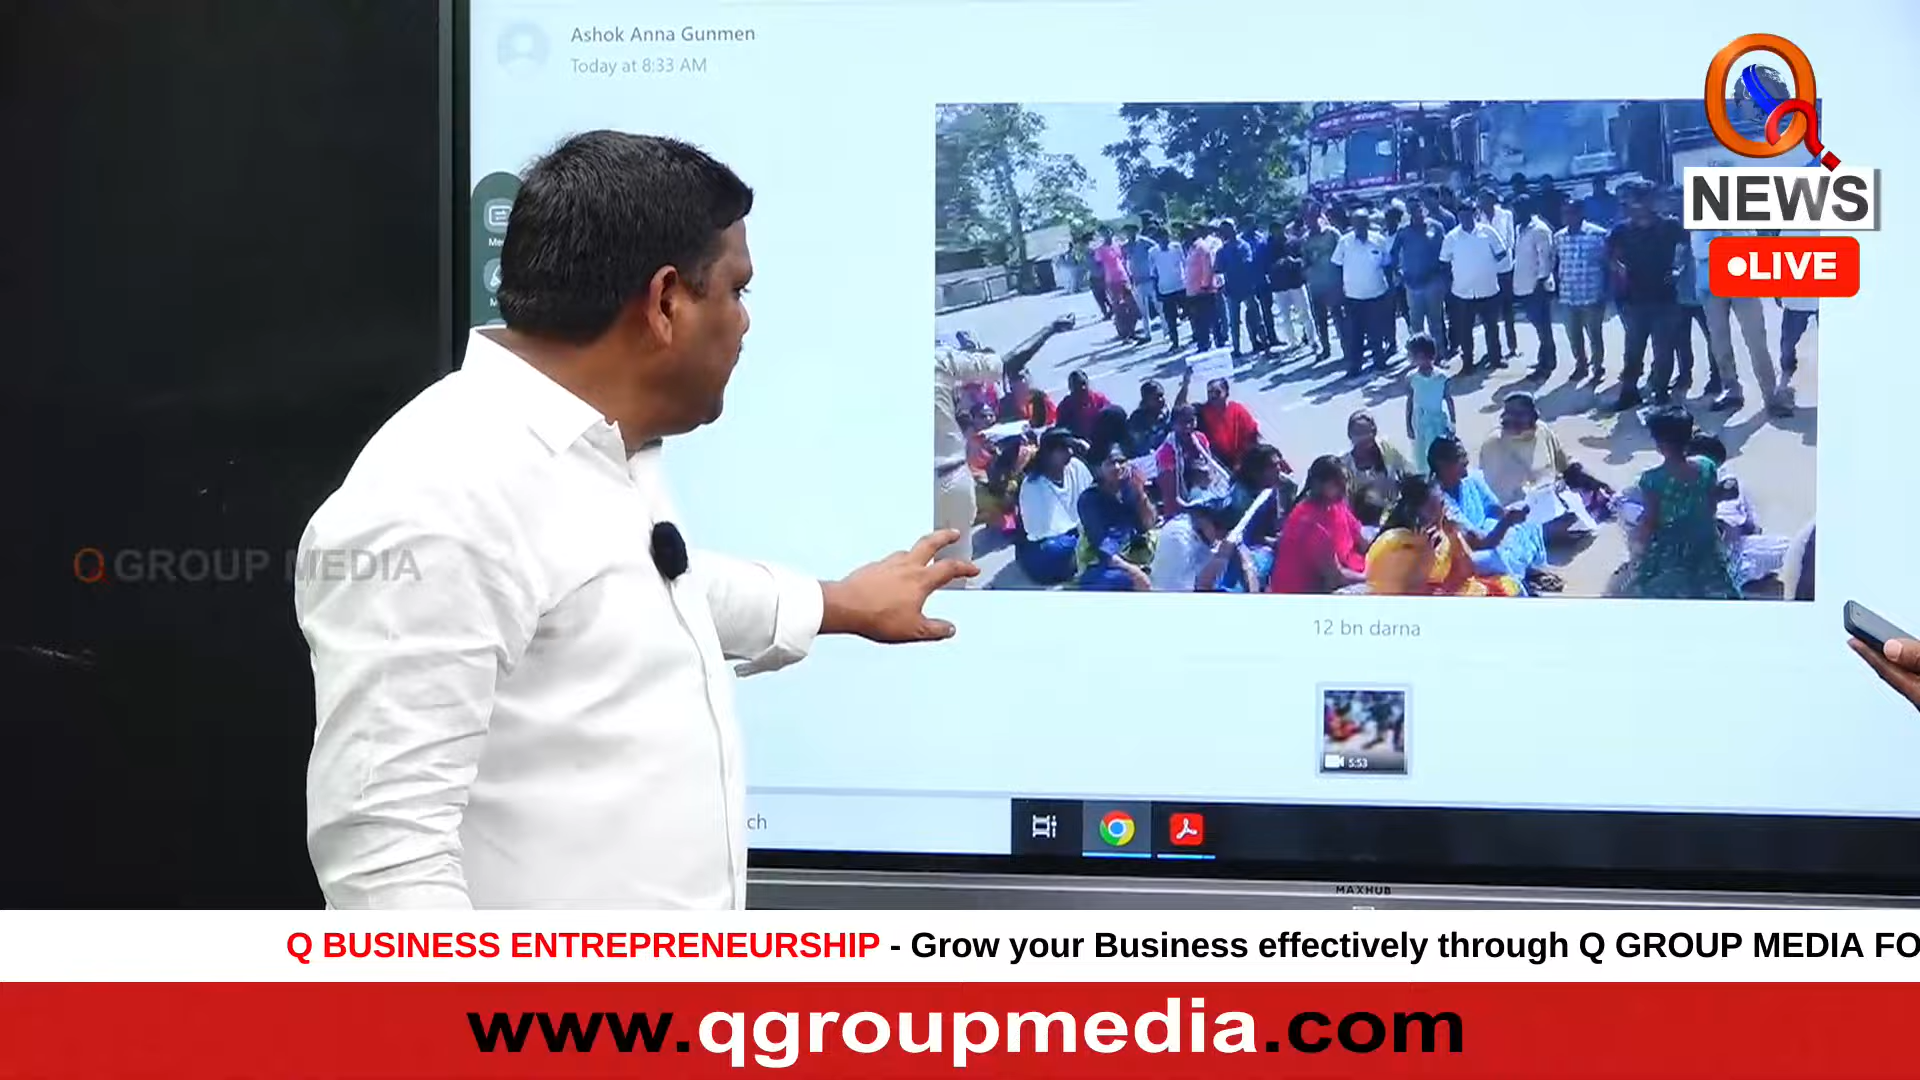 Ashok Anna Gunmen
Today at 8:33 AM
NEWS
LIVE
Q GROUP MEDIA
12 bn darna
5:53
ch
MAXHUB
Q BUSINESS ENTREPRENEURSHIP - Grow your Business effectively through Q GROUP MEDIA FO
www.qgroupmedia.com